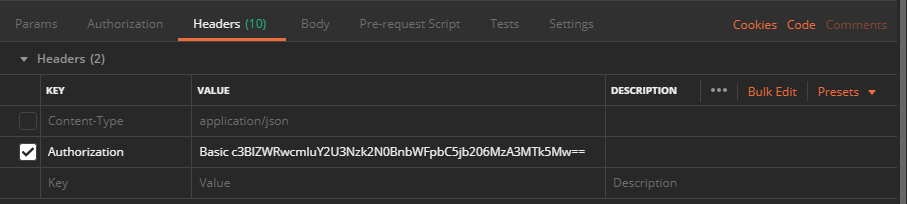 Params Authorization Headers (10) Body Pre-request Script Tests Settings Cookies Code Comments
Headers (2)
KEY VALUE DESCRIPTION ••• Bulk Edit Presets
Content-Type application/json
Authorization Basic c3BlZWRwcmluY2U3Nzk2N0BnbWFpbC5jb206MzA3MTk5Mw==
Key Value Description